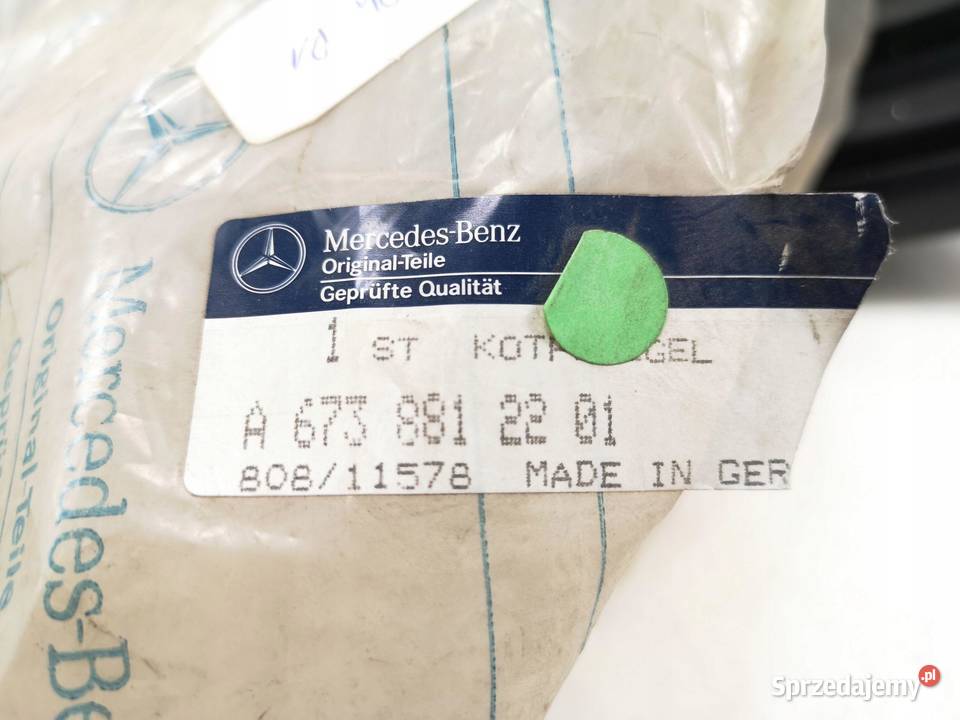 Mercedes-Benz
Original-Teile
Geprüfte Qualität
1 ST
A 673 881 22 01
808/11578 MADE IN GER
Mercedes-Be
Original-Teile
Sprzedajemy.pl